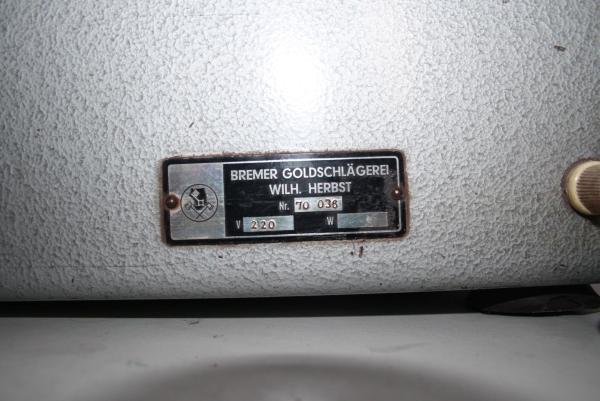 BREMER GOLDSCHLÄGEREI
WILH. HERBST
Nr. 70 036
V 220 W